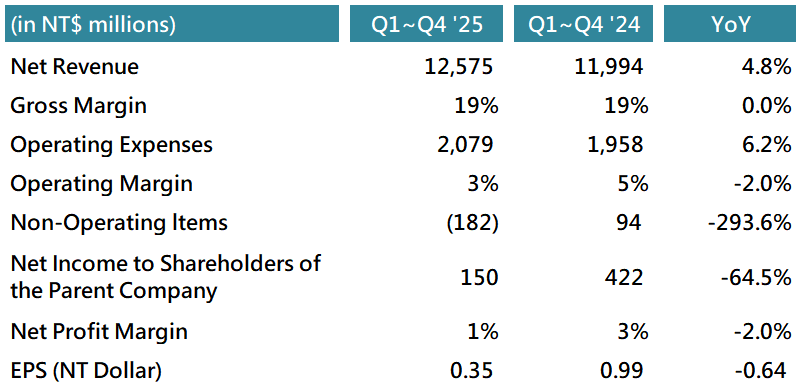 (in NT$ millions) Q1~Q4 '25 Q1~Q4 '24 YoY
Net Revenue 12,575 11,994 4.8%
Gross Margin 19% 19% 0.0%
Operating Expenses 2,079 1,958 6.2%
Operating Margin 3% 5% -2.0%
Non-Operating Items (182) 94 -293.6%
Net Income to Shareholders of
the Parent Company 150 422 -64.5%
Net Profit Margin 1% 3% -2.0%
EPS (NT Dollar) 0.35 0.99 -0.64